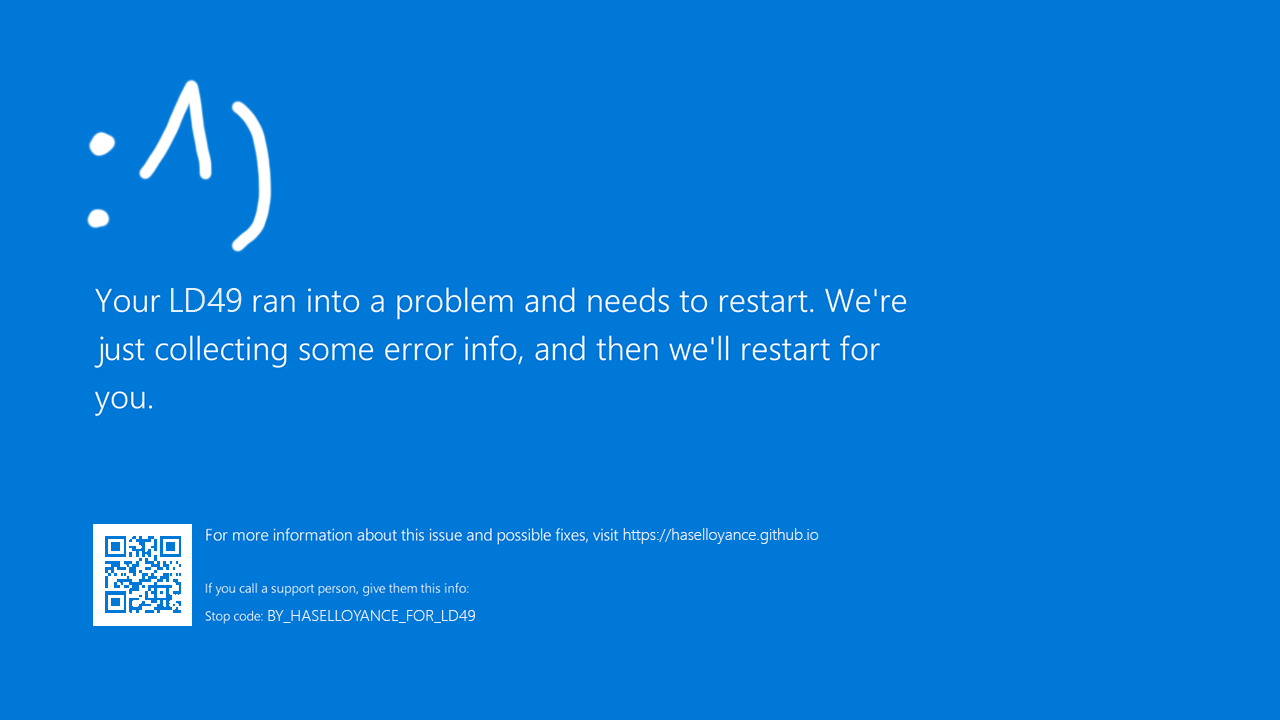 :^)
Your LD49 ran into a problem and needs to restart. We're
just collecting some error info, and then we'll restart for
you.
For more information about this issue and possible fixes, visit https://haselloyance.github.io
If you call a support person, give them this info:
Stop code: BY_HASELLOYANCE_FOR_LD49